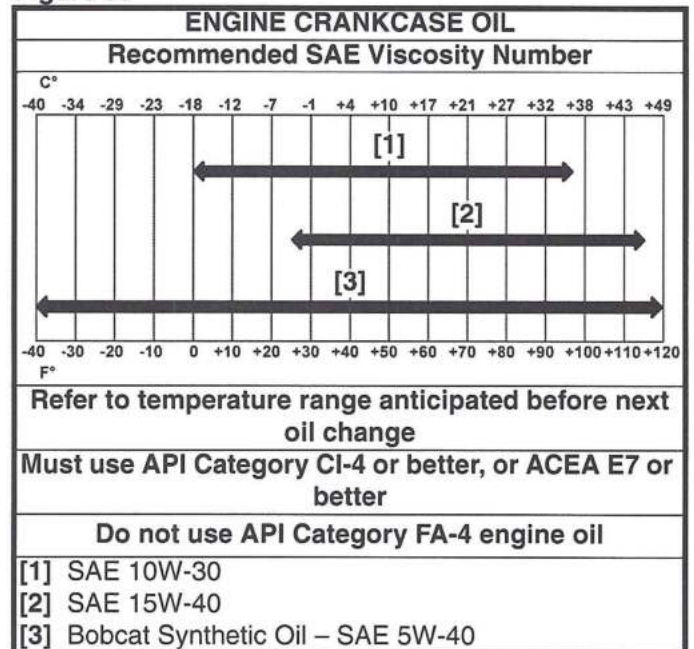 ENGINE CRANKCASE OIL
Recommended SAE Viscosity Number
C°
-40 -34 -29 -23 -18 -12 -7 -1 +4 +10 +17 +21 +27 +32 +38 +43 +49
[1]
[2]
[3]
-40 -30 -20 -10 0 +10 +20 +30 +40 +50 +60 +70 +80 +90 +100 +110 +120
F°
Refer to temperature range anticipated before next
oil change
Must use API Category CI-4 or better, or ACEA E7 or
better
Do not use API Category FA-4 engine oil
[1] SAE 10W-30
[2] SAE 15W-40
[3] Bobcat Synthetic Oil – SAE 5W-40